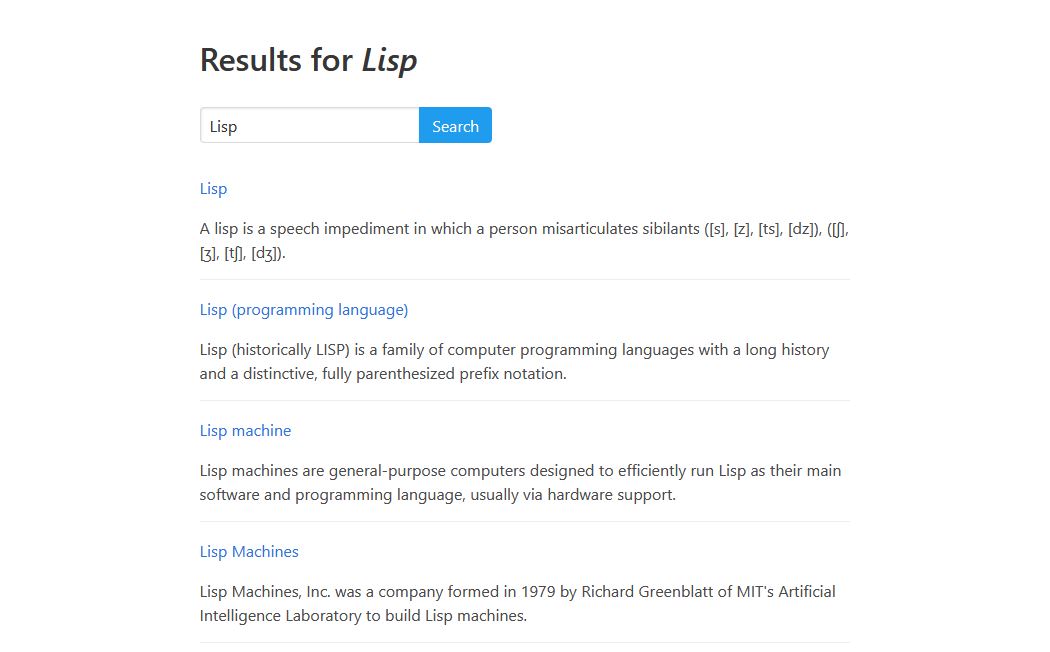 Results for Lisp
Lisp
Search
Lisp
A lisp is a speech impediment in which a person misarticulates sibilants ([s], [z], [ts], [dz]), ([ʃ],
[ʒ], [tʃ], [dʒ]).
Lisp (programming language)
Lisp (historically LISP) is a family of computer programming languages with a long history
and a distinctive, fully parenthesized prefix notation.
Lisp machine
Lisp machines are general-purpose computers designed to efficiently run Lisp as their main
software and programming language, usually via hardware support.
Lisp Machines
Lisp Machines, Inc. was a company formed in 1979 by Richard Greenblatt of MIT's Artificial
Intelligence Laboratory to build Lisp machines.